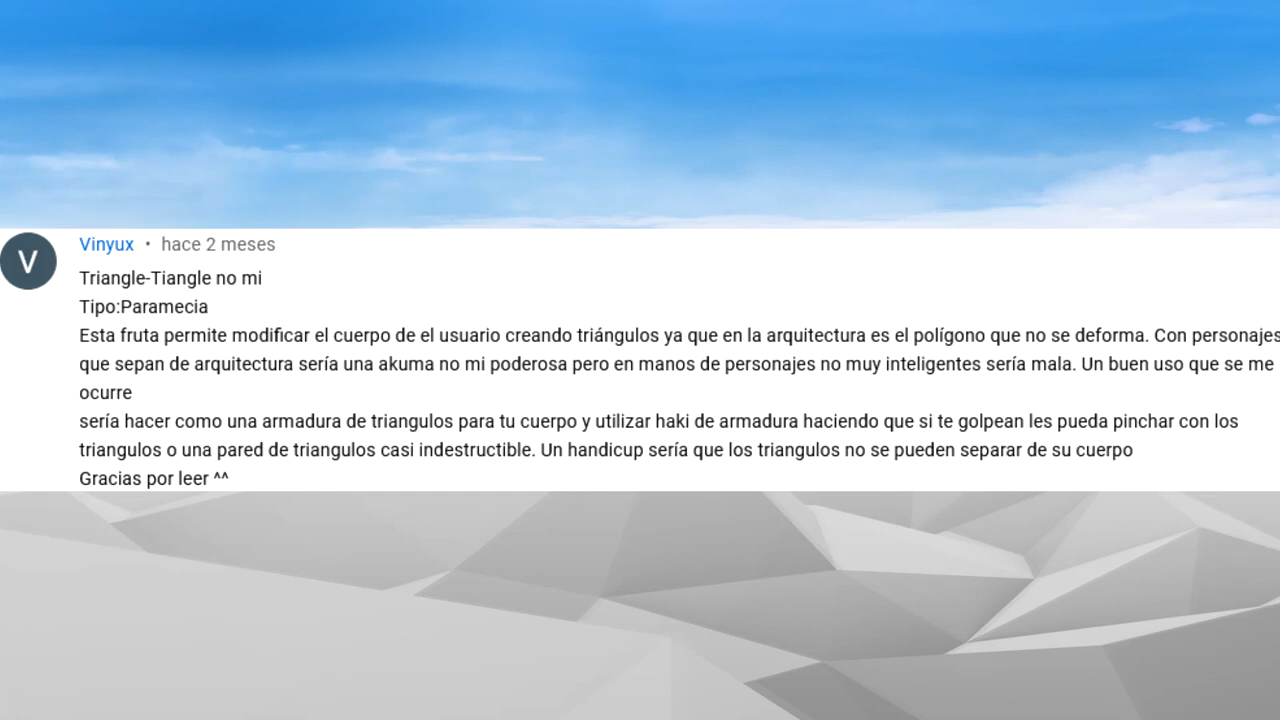 V
Vinyux • hace 2 meses
Triangle-Tiangle no mi
Tipo:Paramecia
Esta fruta permite modificar el cuerpo de el usuario creando triángulos ya que en la arquitectura es el polígono que no se deforma. Con personajes
que sepan de arquitectura sería una akuma no mi poderosa pero en manos de personajes no muy inteligentes sería mala. Un buen uso que se me
ocurre
sería hacer como una armadura de triangulos para tu cuerpo y utilizar haki de armadura haciendo que si te golpean les pueda pinchar con los
triangulos o una pared de triangulos casi indestructible. Un handicup sería que los triangulos no se pueden separar de su cuerpo
Gracias por leer ^^